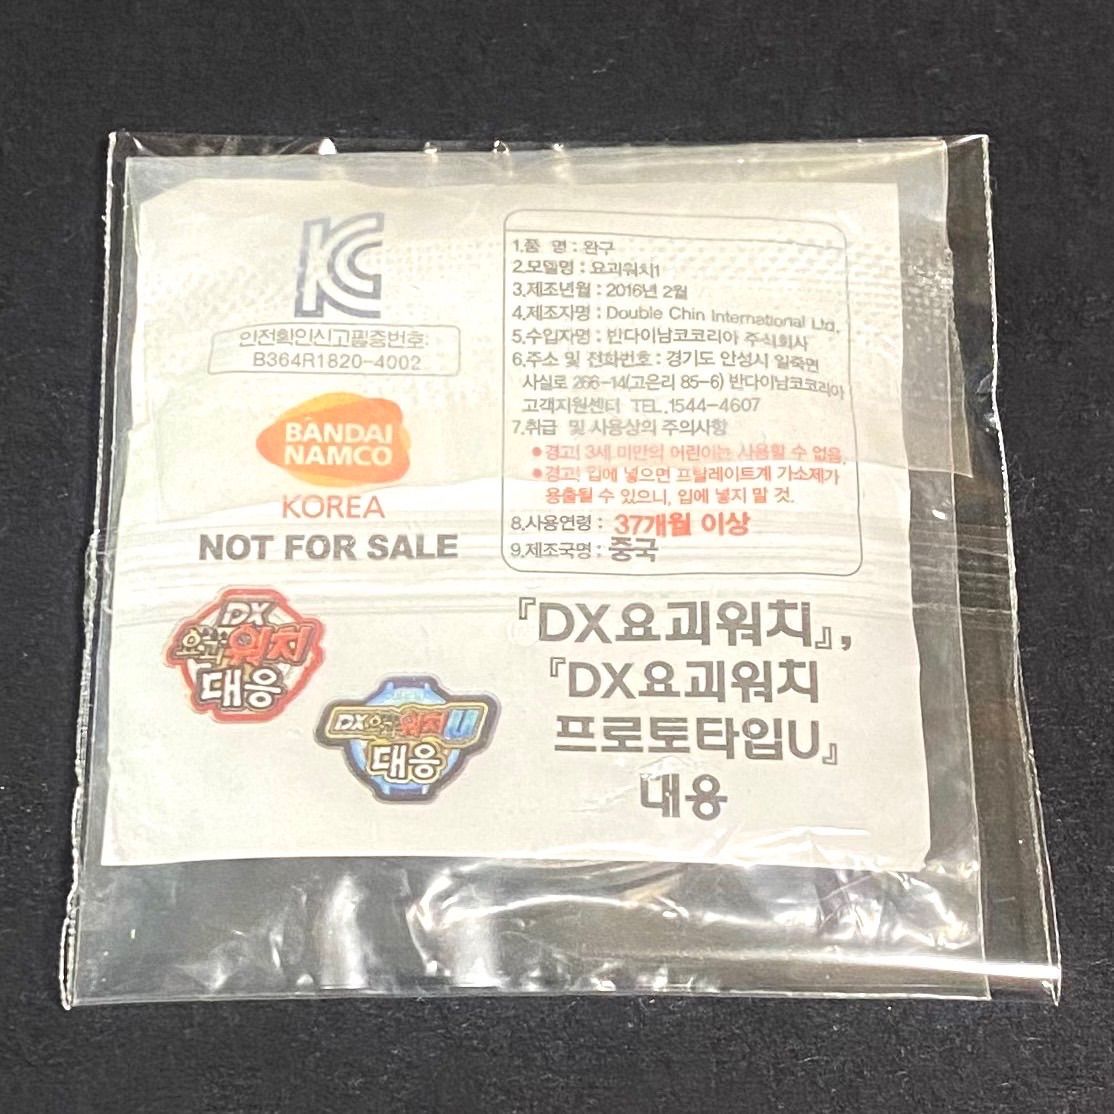 KC
안전확인신고필증번호:
B364R1820-4002
BANDAI
NAMCO
KOREA
NOT FOR SALE
DX
요괴워치
대응
DX요괴워치 U
대응
1.품 명 : 완구
2.모델명 : 요괴워치1
3.제조년월 : 2016년 2월
4.제조자명 : Double Chin International Ltd.
5.수입자명 : 반다이남코코리아 주식회사
6.주소 및 전화번호 : 경기도 안성시 일죽면
사실로 266-14(고은리 85-6) 반다이남코코리아
고객지원센터 TEL.1544-4607
7.취급 및 사용상의 주의사항
●경고! 3세 미만의 어린이는 사용할 수 없음.
●경고! 입에 넣으면 프탈레이트계 가소제가
용출될 수 있으니, 입에 넣지 말 것.
8.사용연령 : 37개월 이상
9.제조국명 : 중국
『DX요괴워치』,
『DX요괴워치
프로토타입U』
대응